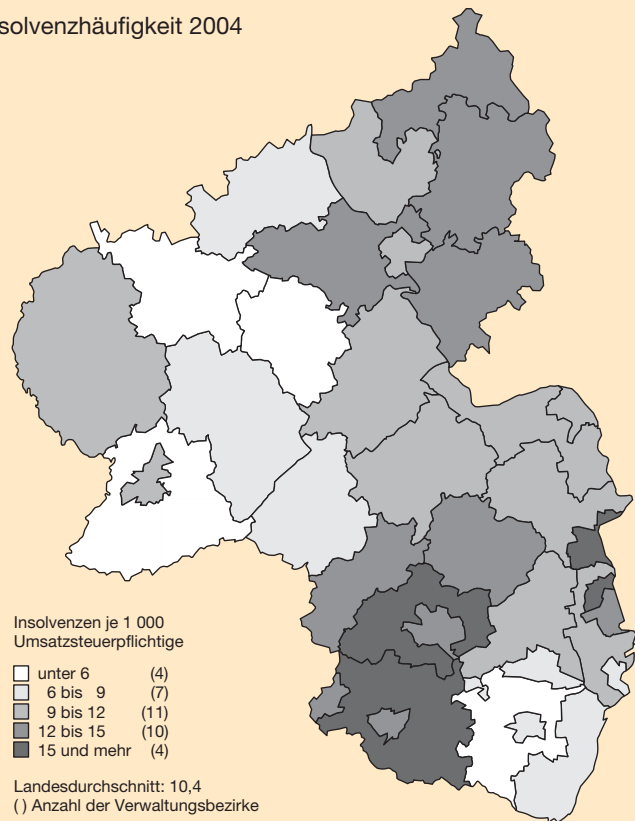 solvenzhäufigkeit 2004
Insolvenzen je 1 000
Umsatzsteuerpflichtige
unter 6 (4)
6 bis 9 (7)
9 bis 12 (11)
12 bis 15 (10)
15 und mehr (4)
Landesdurchschnitt: 10,4
( ) Anzahl der Verwaltungsbezirke